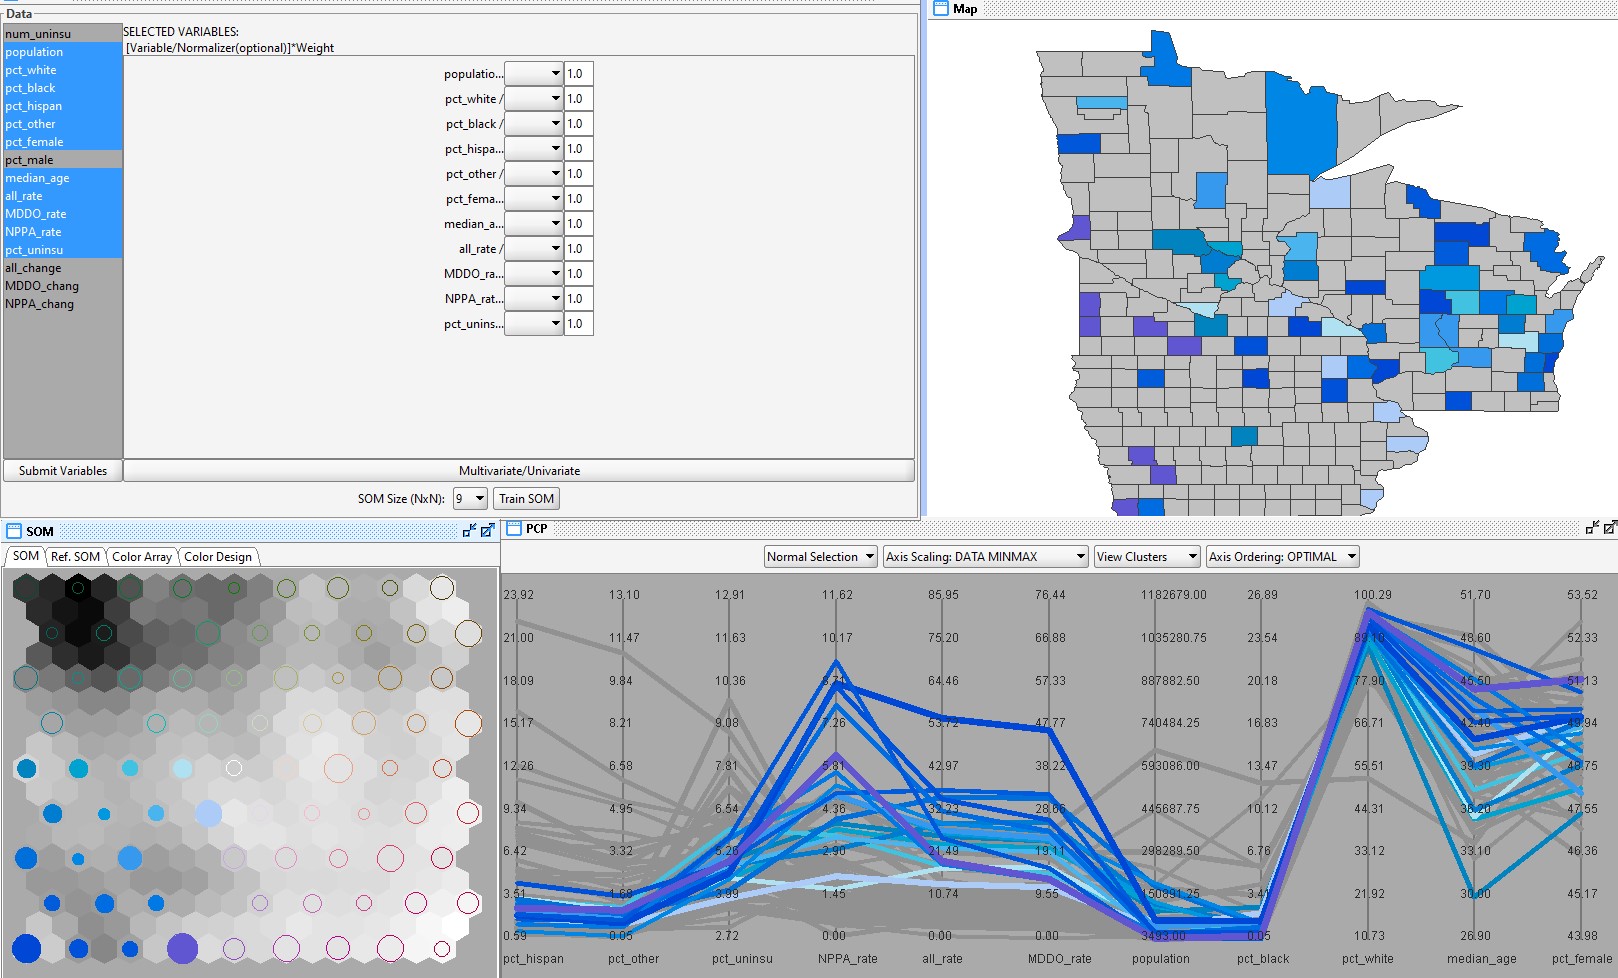 Data
num_uninsu
population
pct_white
pct_black
pct_hispan
pct_other
pct_female
pct_male
median_age
all_rate
MDDO_rate
NPPA_rate
pct_uninsu
all_change
MDDO_chang
NPPA_chang
SELECTED VARIABLES:
[Variable/Normalizer(optional)]*Weight
populatio... 1.0
pct_white / 1.0
pct_black / 1.0
pct_hispa... 1.0
pct_other / 1.0
pct_fema... 1.0
median_a... 1.0
all_rate / 1.0
MDDO_ra... 1.0
NPPA_rat... 1.0
pct_unins... 1.0
Submit Variables Multivariate/Univariate
SOM Size (NxN): 9 Train SOM
Map
SOM
SOM Ref. SOM Color Array Color Design
PCP
Normal Selection Axis Scaling: DATA MINMAX View Clusters Axis Ordering: OPTIMAL
23.92 13.10 12.91 11.62 85.95 76.44 1182679.00 26.89 100.29 51.70 53.52
21.00 11.47 11.63 10.17 75.20 66.88 1035280.75 23.54 89.10 48.60 52.33
18.09 9.84 10.36 8.71 64.46 57.33 887882.50 20.18 77.90 45.50 51.13
15.17 8.21 9.08 7.26 53.72 47.77 740484.25 16.83 66.71 42.40 49.94
12.26 6.58 7.81 5.81 42.97 38.22 593086.00 13.47 55.51 39.30 48.75
9.34 4.95 6.54 4.36 32.23 28.66 445687.75 10.12 44.31 36.20 47.55
6.42 3.32 5.26 2.90 21.49 19.11 298289.50 6.76 33.12 33.10 46.36
3.51 1.68 3.99 1.45 10.74 9.55 150891.25 3.41 21.92 30.00 45.17
0.59 0.05 2.72 0.00 0.00 0.00 3493.00 0.05 10.73 26.90 43.98
pct_hispan pct_other pct_uninsu NPPA_rate all_rate MDDO_rate population pct_black pct_white median_age pct_female